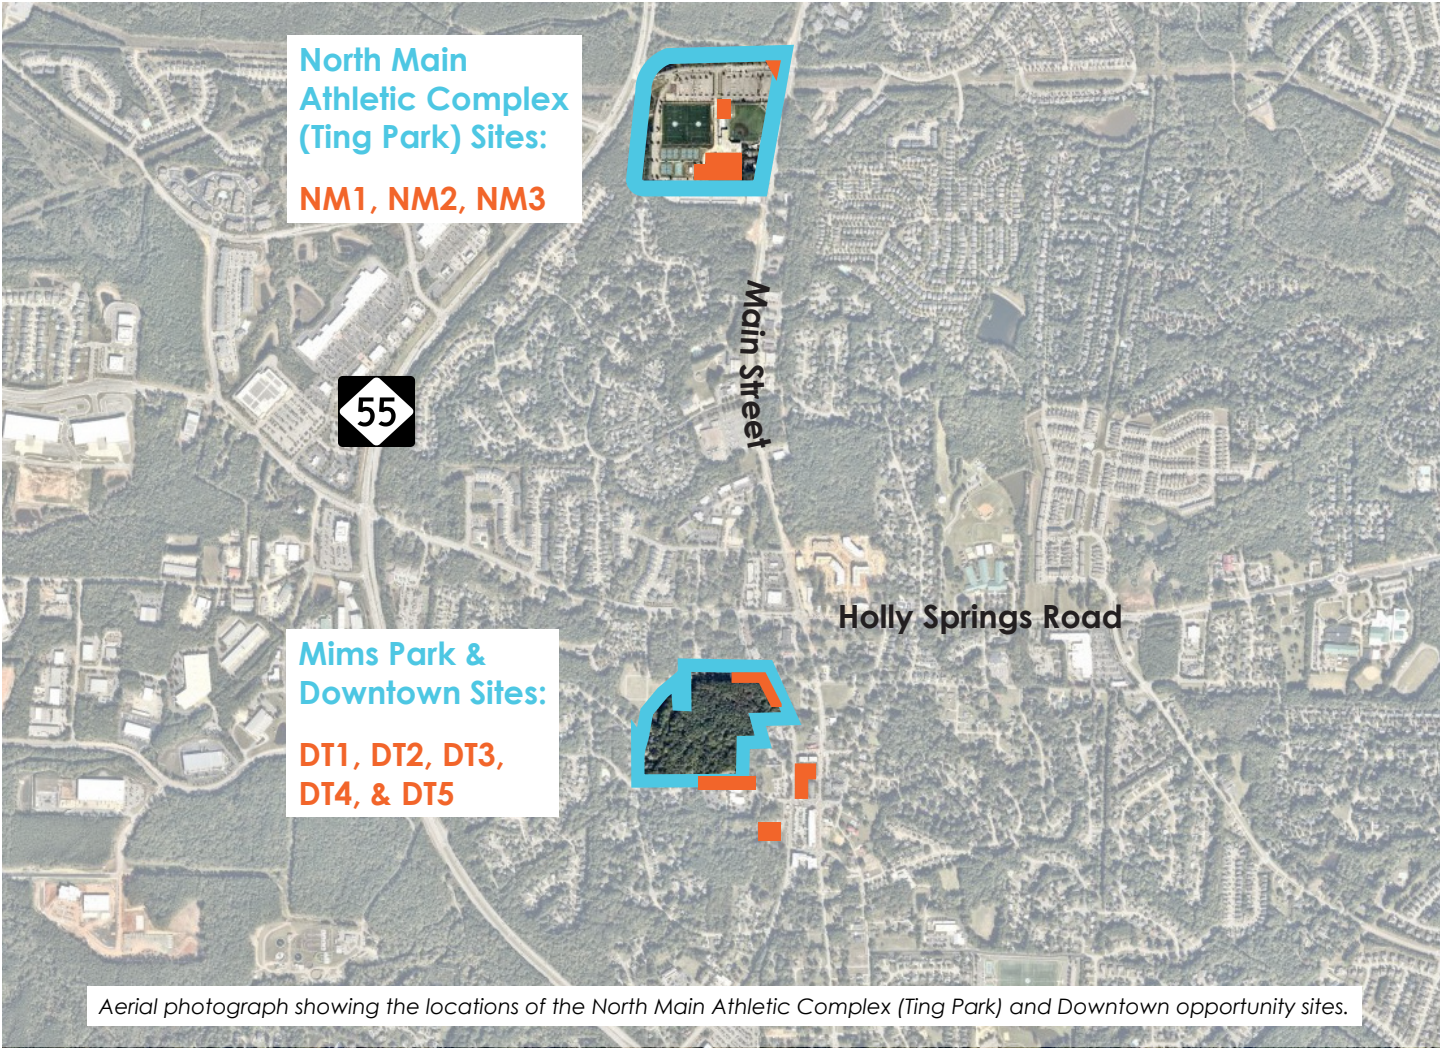 North Main
Athletic Complex
(Ting Park) Sites:
NM1, NM2, NM3
Main Street
55
Holly Springs Road
Mims Park &
Downtown Sites:
DT1, DT2, DT3,
DT4, & DT5
Aerial photograph showing the locations of the North Main Athletic Complex (Ting Park) and Downtown opportunity sites.